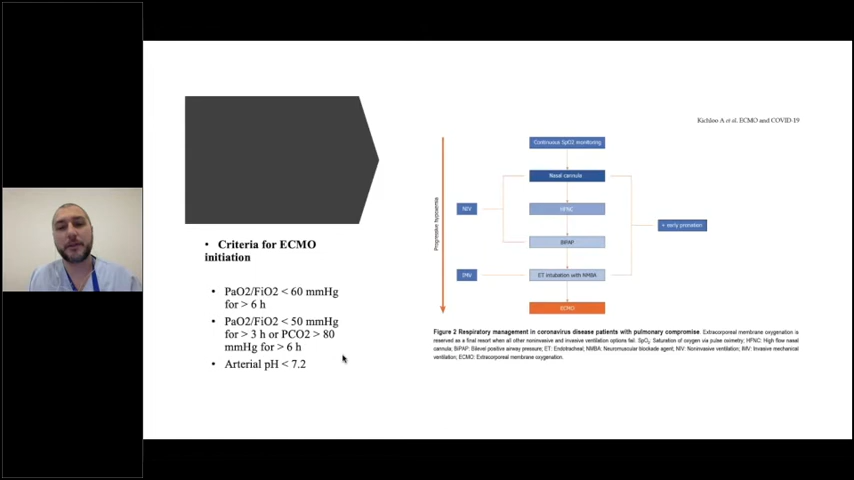 • Criteria for ECMO
initiation
• PaO2/FiO2 < 60 mmHg
for > 6 h
• PaO2/FiO2 < 50 mmHg
for > 3 h or PCO2 > 80
mmHg for > 6 h
• Arterial pH < 7.2
Kichloo A et al. ECMO and COVID-19
Progressive hypoxemia
Continuous SpO2 monitoring
Nasal cannula
NIV
HFNC
+ early pronation
BiPAP
IMV
ET intubation with NMBA
ECMO
Figure 2 Respiratory management in coronavirus disease patients with pulmonary compromise. Extracorporeal membrane oxygenation is
reserved as a final resort when all other noninvasive and invasive ventilation options fail. SpO2: Saturation of oxygen via pulse oximetry; HFNC: High flow nasal
cannula; BiPAP: Bilevel positive airway pressure; ET: Endotracheal; NMBA: Neuromuscular blockade agent; NIV: Noninvasive ventilation; IMV: Invasive mechanical
ventilation; ECMO: Extracorporeal membrane oxygenation.